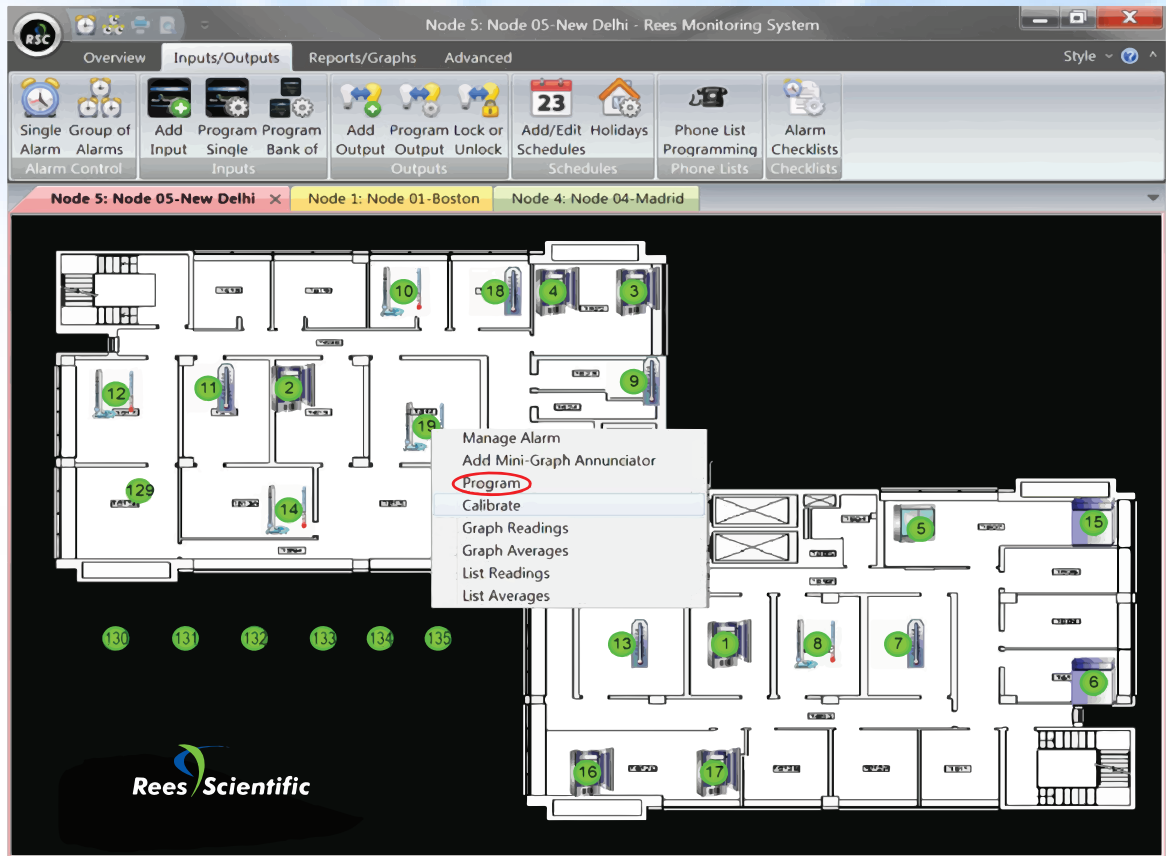 Node 5: Node 05-New Delhi - Rees Monitoring System
RSC
Overview Inputs/Outputs Reports/Graphs Advanced Style
Single Alarm
Group of Alarms
Add Input
Program Single
Program Bank of
Add Output
Program Output
Lock or Unlock
23
Add/Edit Schedules
Holidays
Phone List Programming
Alarm Checklists
Alarm Control Inputs Outputs Schedules Phone Lists Checklists
Node 5: Node 05-New Delhi Node 1: Node 01-Boston Node 4: Node 04-Madrid
10 18 4 3
12 11 2 9
19
129 14
Manage Alarm
Add Mini-Graph Annunciator
Program
Calibrate
Graph Readings
Graph Averages
List Readings
List Averages
5 15
130 131 132 133 134 135
13 1 8 7
6
16 17
Rees Scientific